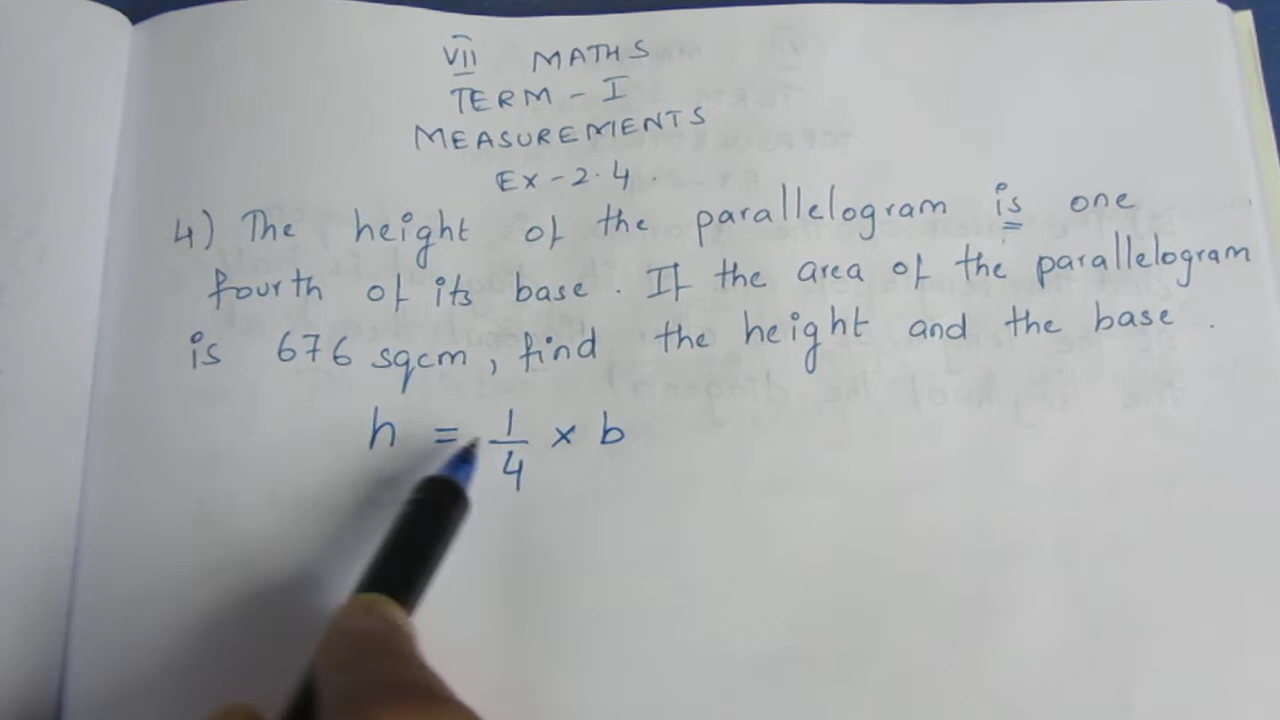 VII MATHS
TERM - I
MEASUREMENTS
Ex - 2.4.
4) The height of the parallelogram is one
fourth of its base. If the area of the parallelogram
is 676 sqcm, find the height and the base.
h = 1/4 × b